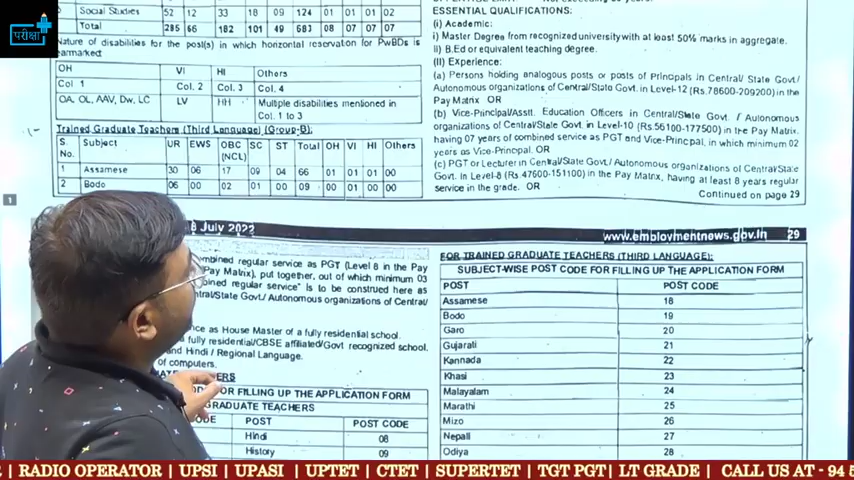 परीक्षा
Social Studies 52 12 33 18 09 124 01 01 01 02
Total 285 66 182 101 49 683 08 07 07 07
Nature of disabilities for the post(s) in which horizontal reservation for PwBDs is
earmarked
OH VI HI Others
Col 1 Col. 2 Col. 3 Col. 4
OA, OL, AAV, Dw, LC LV HH Multiple disabilities mentioned in
Col. 1 to 3
Trained Graduate Teachers (Third Language) (Group-B):
S. No. Subject UR EWS OBC (NCL) SC ST Total OH VI HI Others
1 Assamese 30 06 17 09 04 66 01 01 01 00
2 Bodo 06 00 02 01 00 09 00 01 00 00
ESSENTIAL QUALIFICATIONS:
(i) Academic:
i) Master Degree from recognized university with at least 50% marks in aggregate.
ii) B.Ed or equivalent teaching degree.
(II) Experience:
(a) Persons holding analogous posts or posts of Principals in Central/ State Govt/
Autonomous organizations of Central/State Govt. in Level-12 (Rs.78600-209200) in the
Pay Matrix OR
(b) Vice-Principal/Asstt. Education Officers in Central/State Govt. / Autonomous
organizations of Central/State Govt. in Level-10 (Rs.56100-177500) in the Pay Matrix.
having 07 years of combined service as PGT and Vice-Principal, in which minimum 02
years as Vice-Principal. OR
(c) PGT or Lecturer in Central/State Govt./ Autonomous organizations of Central/State
Govt. in Level-8 (Rs.47600-151100) in the Pay Matrix, having at least 8 years regular
service in the grade. OR
Continued on page 29
8 July 2022
www.employmentnews.gov.in 29
combined regular service as PGT (Level 8 in the Pay
Pay Matrix), put together, out of which minimum 03
regular service" is to be construed here as
Central/State Govt./ Autonomous organizations of Central/
as House Master of a fully residential school.
fully residential/CBSE affiliated/Govt recognized school.
and Hindi / Regional Language.
of computers.
FOR FILLING UP THE APPLICATION FORM
GRADUATE TEACHERS
POST POST CODE
Hindi 08
History 09
FOR TRAINED GRADUATE TEACHERS (THIRD LANGUAGE):
SUBJECT-WISE POST CODE FOR FILLING UP THE APPLICATION FORM
POST POST CODE
Assamese 18
Bodo 19
Garo 20
Gujarati 21
Kannada 22
Khasi 23
Malayalam 24
Marathi 25
Mizo 26
Nepali 27
Odiya 28
| RADIO OPERATOR | UPSI | UPASI | UPTET | CTET | SUPERTET | TGT PGT| LT GRADE | CALL US AT - 94 5